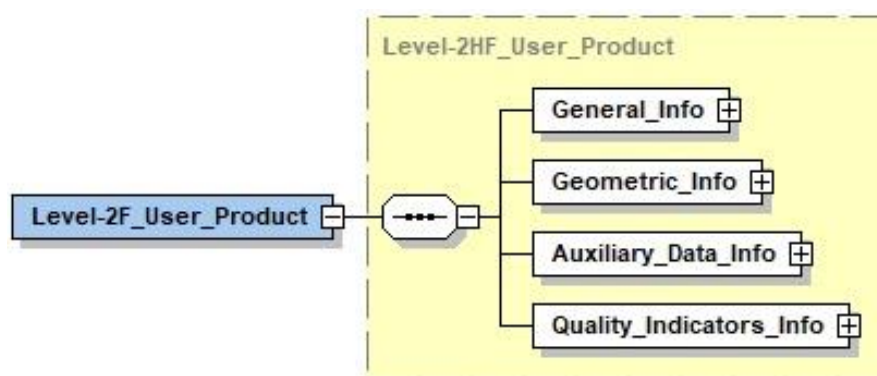 Level-2HF_User_Product
General_Info
Geometric_Info
Level-2F_User_Product
Auxiliary_Data_Info
Quality_Indicators_Info